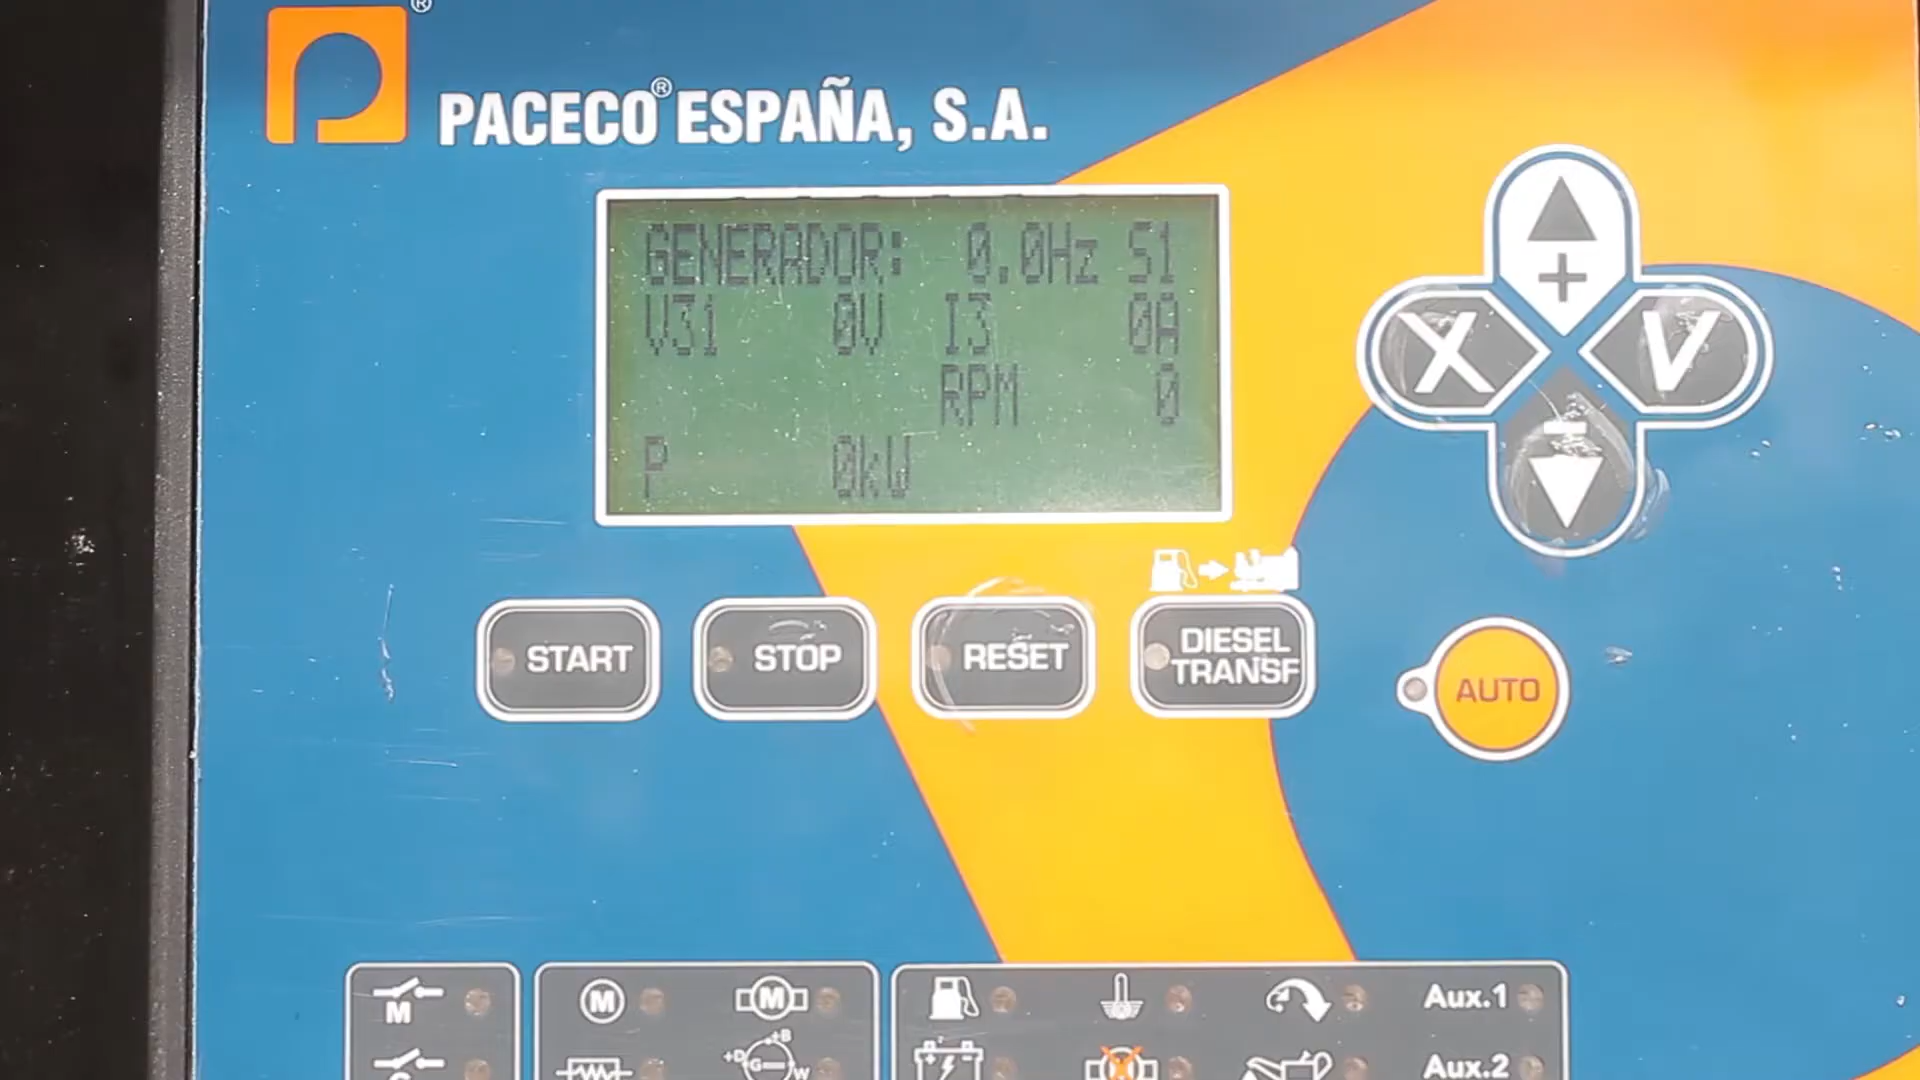 ®
PACECO® ESPAÑA, S.A.
GENERADOR: 0.0Hz S1
V31 0V I3 0A
RPM 0
P 0kW
+
X V
-
START STOP RESET DIESEL TRANSF
AUTO
M M M Aux.1
G +D G +B W Aux.2